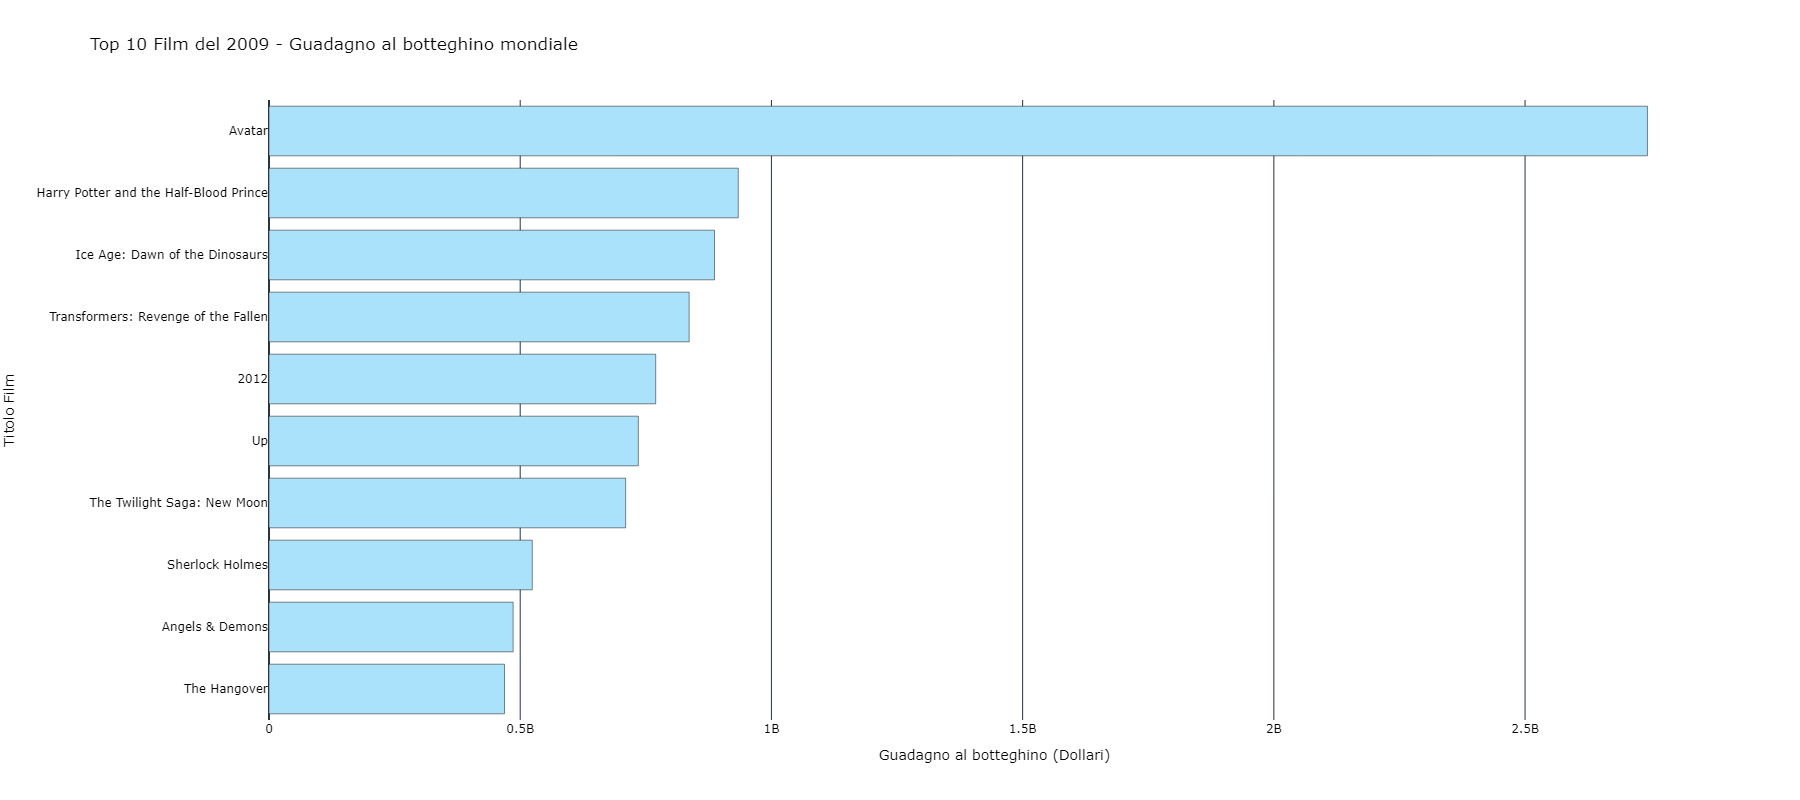 Top 10 Film del 2009 - Guadagno al botteghino mondiale
Titolo Film
Avatar
Harry Potter and the Half-Blood Prince
Ice Age: Dawn of the Dinosaurs
Transformers: Revenge of the Fallen
2012
Up
The Twilight Saga: New Moon
Sherlock Holmes
Angels & Demons
The Hangover
0 0.5B 1B 1.5B 2B 2.5B
Guadagno al botteghino (Dollari)